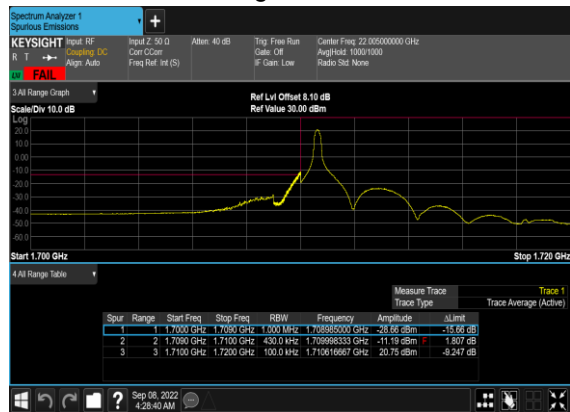 Spectrum Analyzer 1
Spurious Emissions
+
KEYSIGHT Input: RF Input Z: 50 Ω Atten: 40 dB Trig: Free Run Center Freq: 22.005000000 GHz
R T Coupling: DC Corr CCorr Gate: Off Avg|Hold: 1000/1000
Align: Auto Freq Ref: Int (S) IF Gain: Low Radio Std: None
LXI FAIL
3 All Range Graph
Ref Lvl Offset 8.10 dB
Scale/Div 10.0 dB Ref Value 30.00 dBm
Log
20.0
10.0
0.00
-10.0
-20.0
-30.0
-40.0
-50.0
-60.0
Start 1.700 GHz Stop 1.720 GHz
4 All Range Table
Measure Trace Trace 1
Trace Type Trace Average (Active)
Spur Range Start Freq Stop Freq RBW Frequency Amplitude ΔLimit
1 1 1.7000 GHz 1.7090 GHz 1.000 MHz 1.708985000 GHz -28.66 dBm -15.66 dB
2 2 1.7090 GHz 1.7100 GHz 430.0 kHz 1.709998333 GHz -11.19 dBm F 1.807 dB
3 3 1.7100 GHz 1.7200 GHz 100.0 kHz 1.710616667 GHz 20.75 dBm -9.247 dB
? Sep 08, 2022
4:28:40 AM